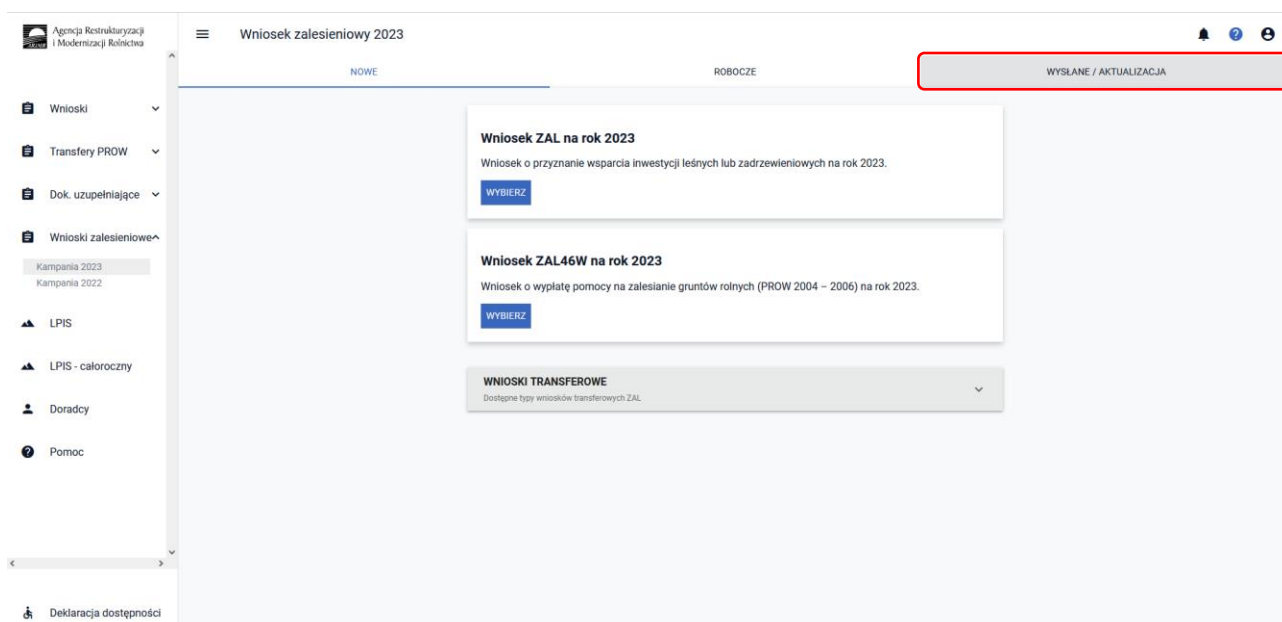 Agencja Restrukturyzacji
i Modernizacji Rolnictwa
Wniosek zalesieniowy 2023
NOWE
ROBOCZE
WYSŁANE / AKTUALIZACJA
Wnioski
Transfery PROW
Dok. uzupełniające
Wnioski zalesieniowe
Kampania 2023
Kampania 2022
LPIS
LPIS - całoroczny
Doradcy
Pomoc
Deklaracja dostępności
Wniosek ZAL na rok 2023
Wniosek o przyznanie wsparcia inwestycji leśnych lub zadrzewieniowych na rok 2023.
WYBIERZ
Wniosek ZAL46W na rok 2023
Wniosek o wypłatę pomocy na zalesianie gruntów rolnych (PROW 2004 – 2006) na rok 2023.
WYBIERZ
WNIOSKI TRANSFEROWE
Dostępne typy wniosków transferowych ZAL